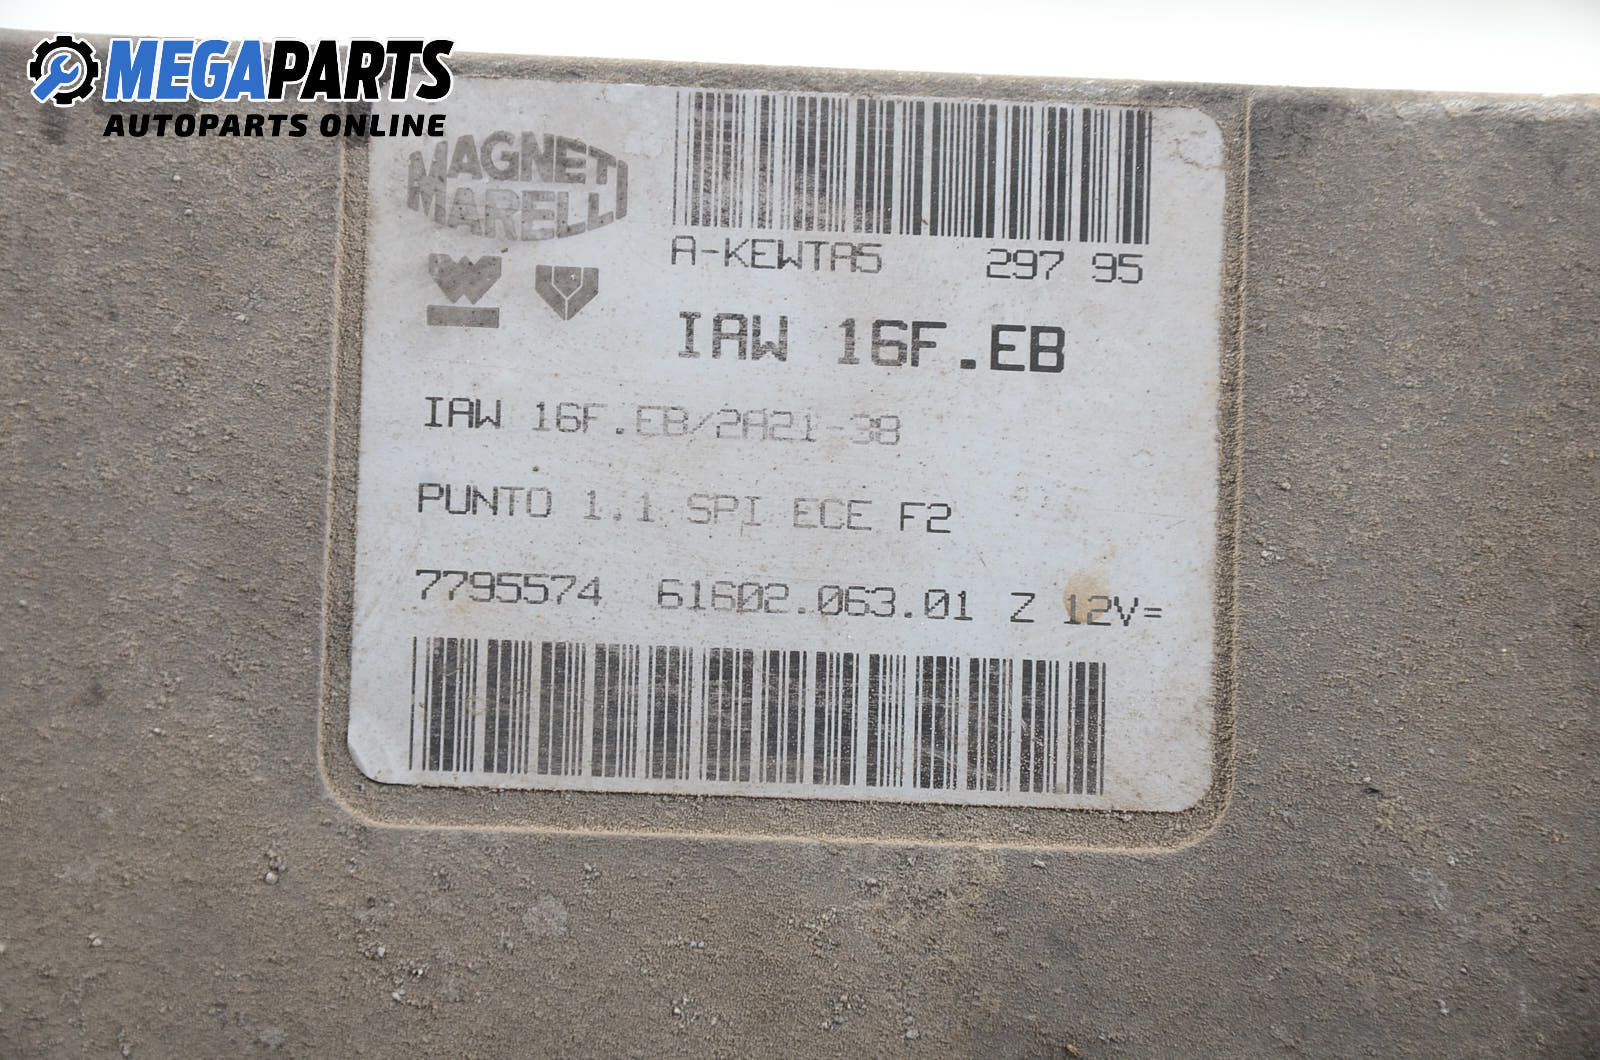 MEGAPARTS
AUTOPARTS ONLINE
MAGNETI
MARELLI
A-KEWTA5 297 95
IAW 16F.EB
IAW 16F.EB/2A21-38
PUNTO 1.1 SPI ECE F2
7795574 61602.063.01 Z 12V=